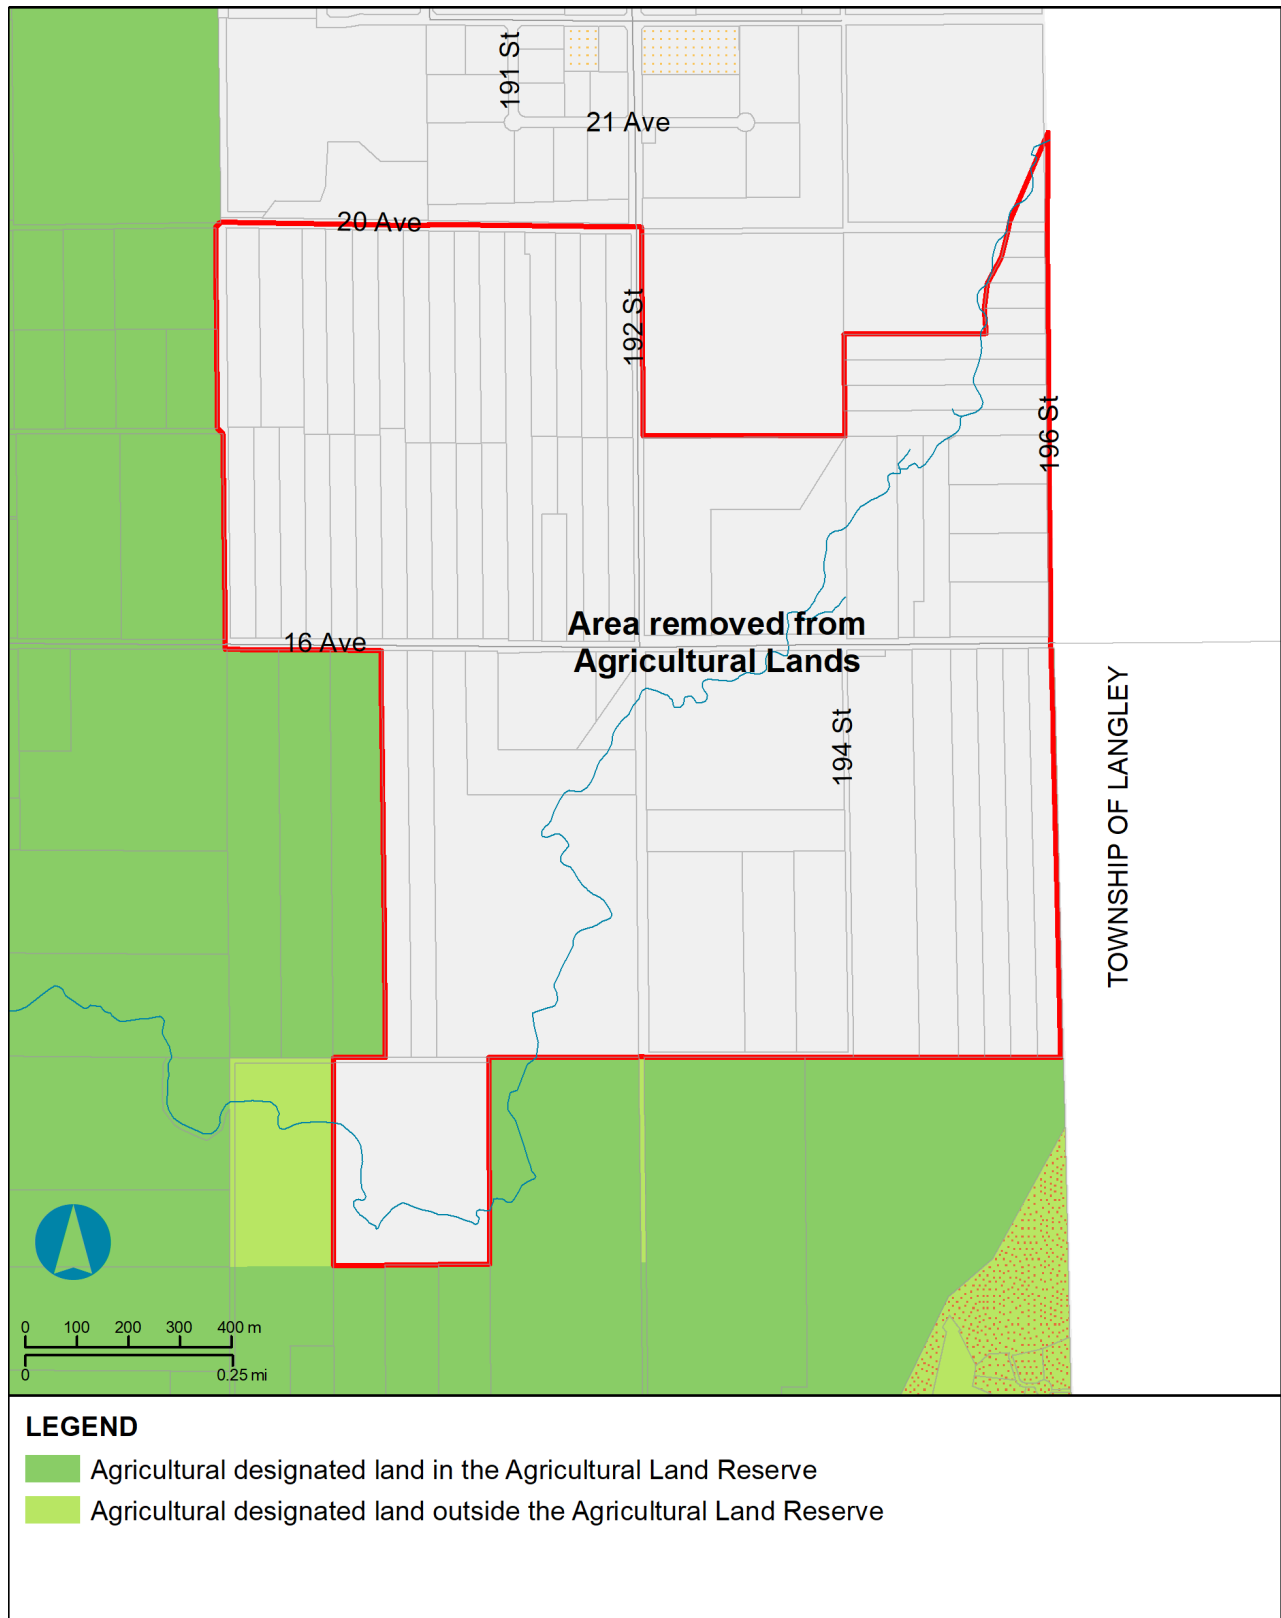 191 St
21 Ave
20 Ave
192 St
196 St
16 Ave
Area removed from
Agricultural Lands
194 St
TOWNSHIP OF LANGLEY
0 100 200 300 400 m
0 0.25 mi
LEGEND
Agricultural designated land in the Agricultural Land Reserve
Agricultural designated land outside the Agricultural Land Reserve